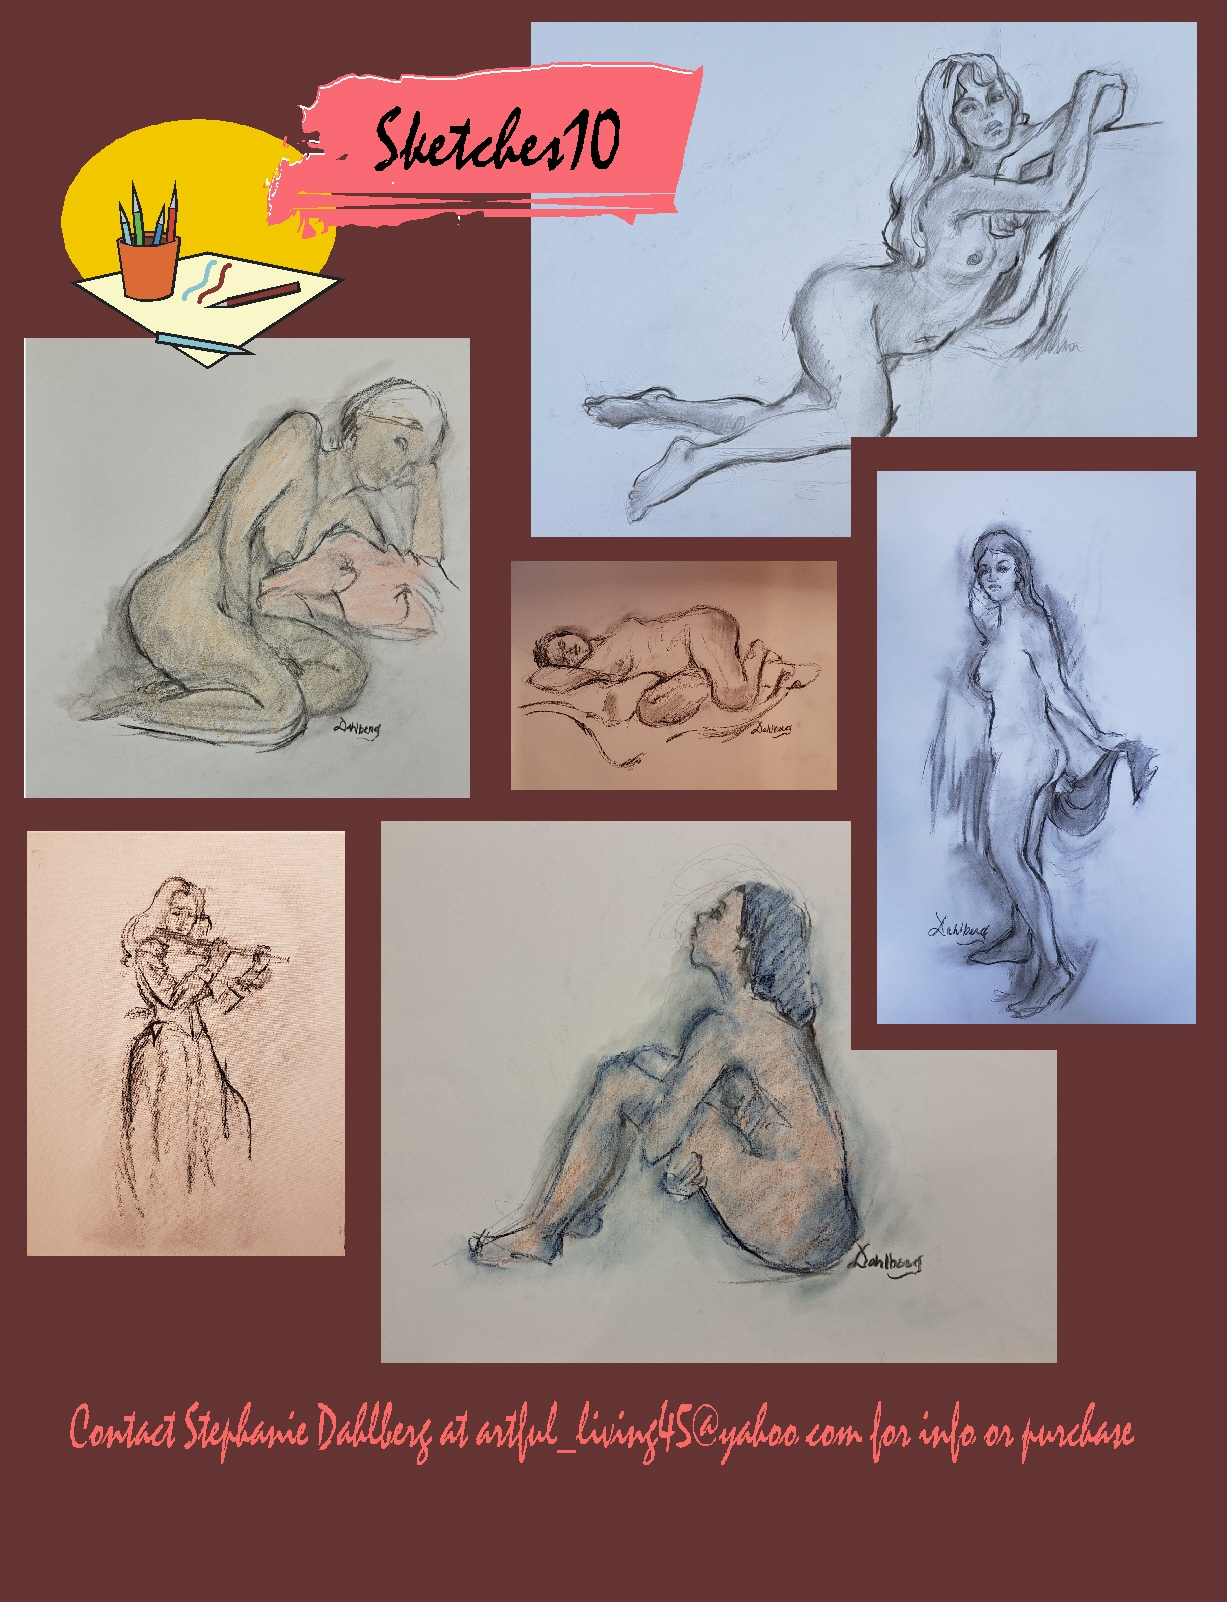 Sketches10
Dahlberg
Dahlberg
Dahlberg
Dahlberg
Contact Stephanie Dahlberg at artful_living45@yahoo.com for info or purchase